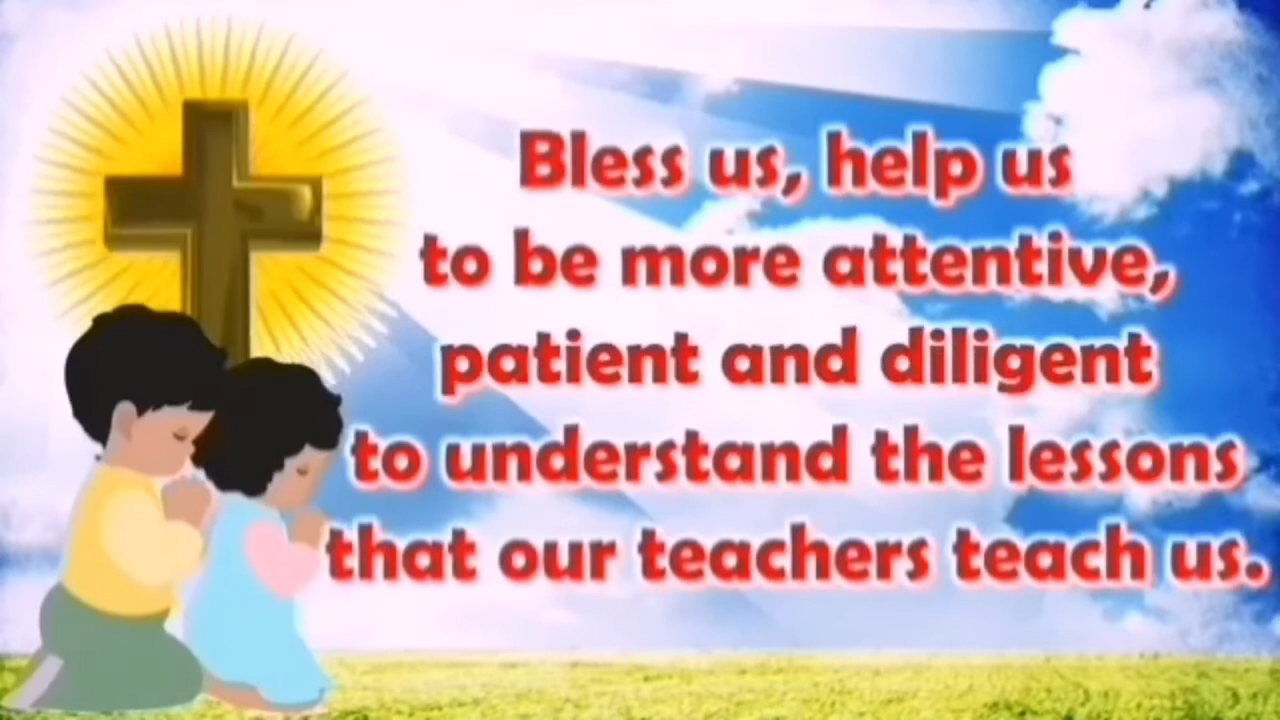 Bless us, help us
to be more attentive,
patient and diligent
to understand the lessons
that our teachers teach us.